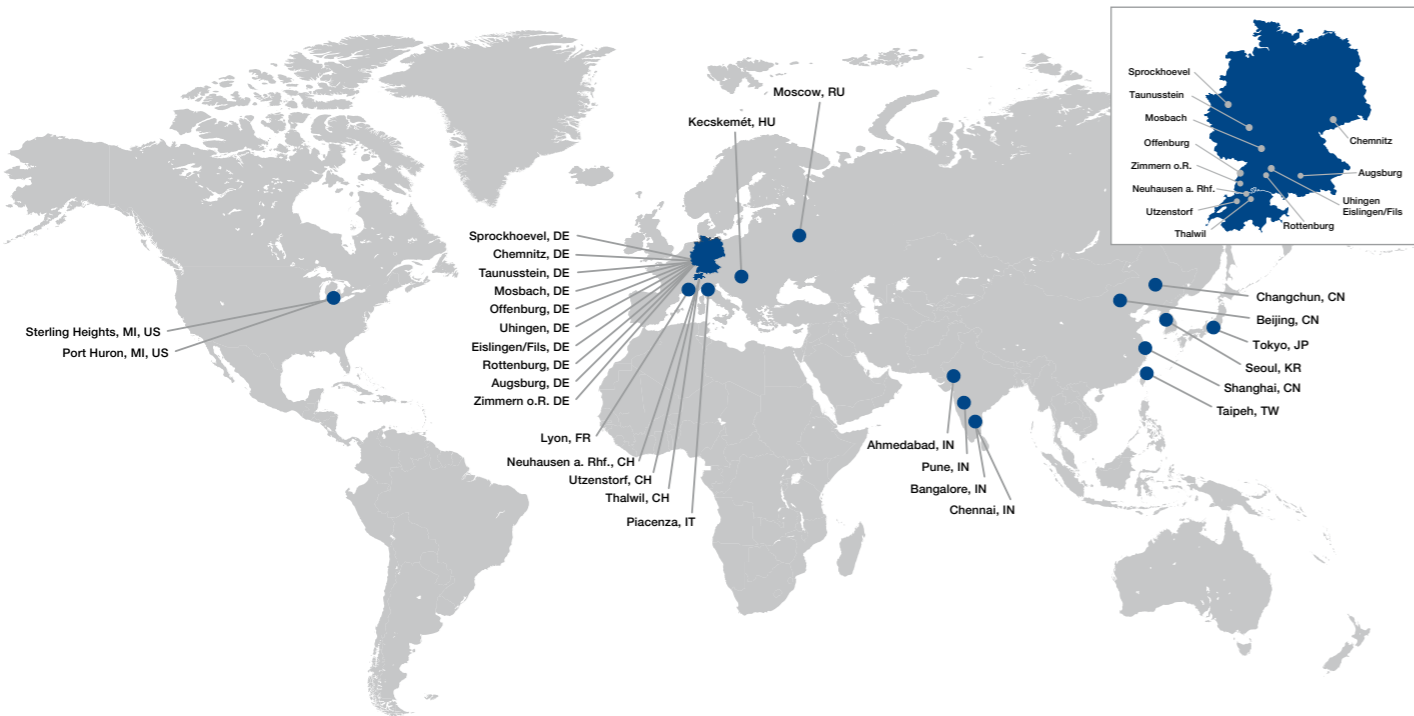 Moscow, RU
Kecskemét, HU
Sprockhoevel, DE
Chemnitz, DE
Taunusstein, DE
Mosbach, DE
Offenburg, DE
Uhingen, DE
Eislingen/Fils, DE
Rottenburg, DE
Augsburg, DE
Zimmern o.R. DE
Lyon, FR
Neuhausen a. Rhf., CH
Utzenstorf, CH
Thalwil, CH
Piacenza, IT
Sterling Heights, MI, US
Port Huron, MI, US
Ahmedabad, IN
Pune, IN
Bangalore, IN
Chennai, IN
Changchun, CN
Beijing, CN
Tokyo, JP
Seoul, KR
Shanghai, CN
Taipeh, TW
Sprockhoevel
Taunusstein
Mosbach
Offenburg
Zimmern o.R.
Neuhausen a. Rhf.
Utzenstorf
Thalwil
Chemnitz
Augsburg
Uhingen
Eislingen/Fils
Rottenburg